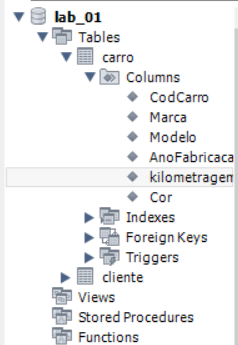 lab_01
Tables
carro
Columns
CodCarro
Marca
Modelo
AnoFabricaca
kilometragem
Cor
Indexes
Foreign Keys
Triggers
cliente
Views
Stored Procedures
Functions